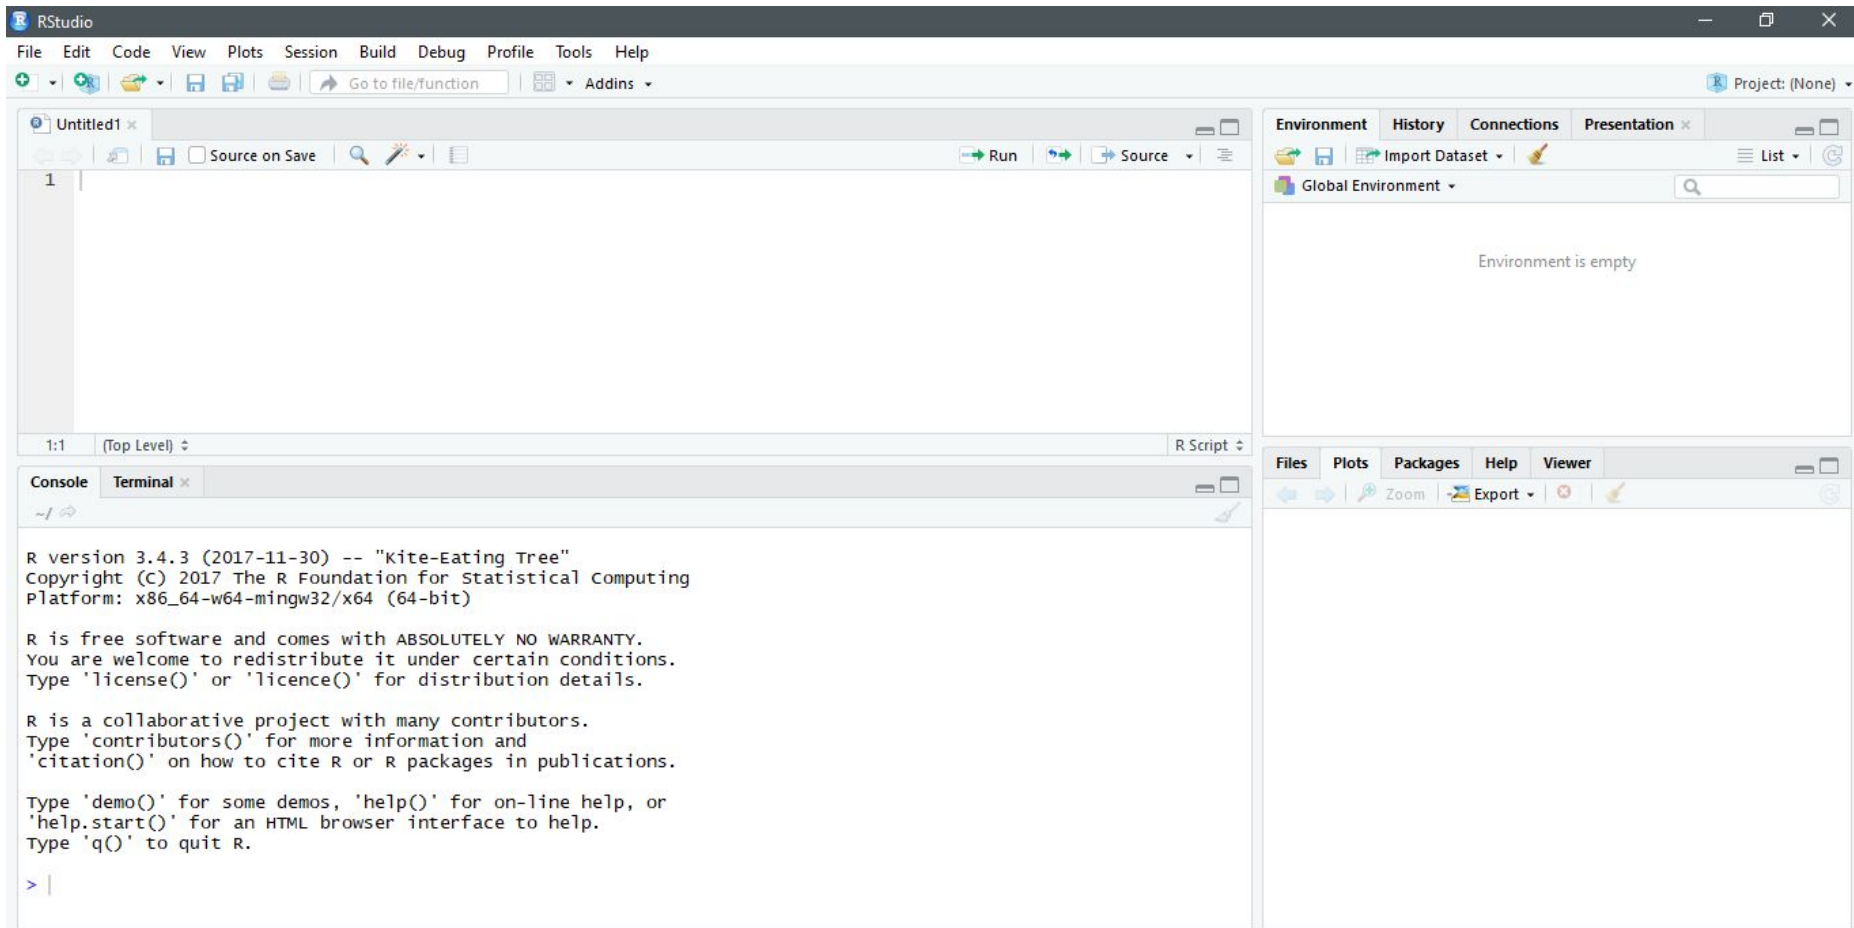 RStudio
File Edit Code View Plots Session Build Debug Profile Tools Help
Go to file/function Addins Project: (None)
Untitled1
Source on Save Run Source
1
1:1 (Top Level) R Script
Console Terminal
~/
R version 3.4.3 (2017-11-30) -- "Kite-Eating Tree"
Copyright (C) 2017 The R Foundation for Statistical Computing
Platform: x86_64-w64-mingw32/x64 (64-bit)
R is free software and comes with ABSOLUTELY NO WARRANTY.
You are welcome to redistribute it under certain conditions.
Type 'license()' or 'licence()' for distribution details.
R is a collaborative project with many contributors.
Type 'contributors()' for more information and
'citation()' on how to cite R or R packages in publications.
Type 'demo()' for some demos, 'help()' for on-line help, or
'help.start()' for an HTML browser interface to help.
Type 'q()' to quit R.
>
Environment History Connections Presentation
Import Dataset List
Global Environment
Environment is empty
Files Plots Packages Help Viewer
Zoom Export